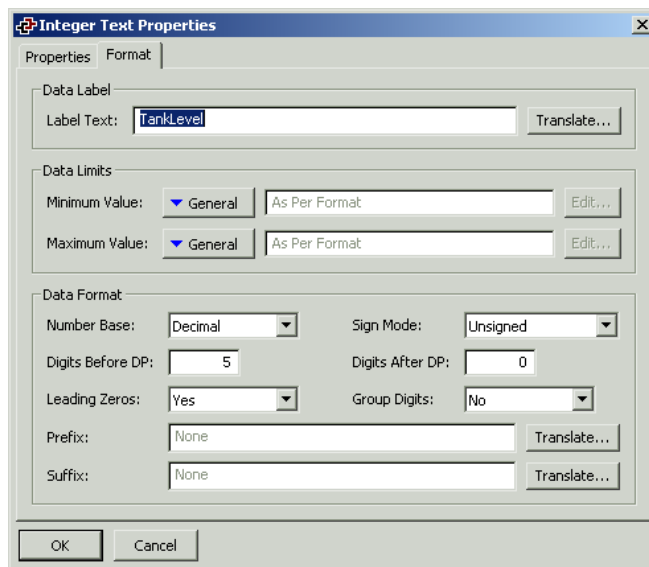 Integer Text Properties
Properties Format
Data Label
Label Text: TankLevel Translate...
Data Limits
Minimum Value: General As Per Format Edit...
Maximum Value: General As Per Format Edit...
Data Format
Number Base: Decimal Sign Mode: Unsigned
Digits Before DP: 5 Digits After DP: 0
Leading Zeros: Yes Group Digits: No
Prefix: None Translate...
Suffix: None Translate...
OK Cancel